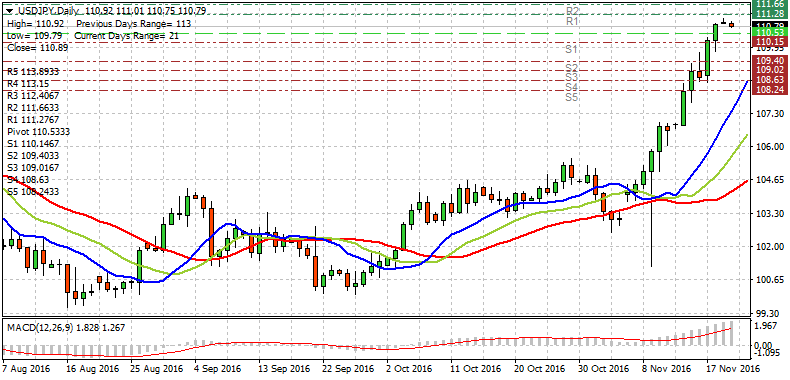 USDJPY,Daily 110.92 111.01 110.75 110.79
High= 110.92 Previous Days Range= 113
Low= 109.79 Current Days Range= 21
Close= 110.89
R5 113.8933
R4 113.15
R3 112.4067
R2 111.6633
R1 111.2767
Pivot 110.5333
S1 110.1467
S2 109.4033
S3 109.0167
S4 108.63
S5 108.2433
R2
R1
S1
S2
S3
S4
S5
111.66
111.28
110.79
110.53
110.15
109.40
109.02
108.63
108.24
107.30
106.00
104.65
103.30
102.00
100.65
99.30
MACD(12,26,9) 1.828 1.267
1.967
0.00
-1.095
7 Aug 2016
16 Aug 2016
25 Aug 2016
4 Sep 2016
13 Sep 2016
22 Sep 2016
2 Oct 2016
11 Oct 2016
20 Oct 2016
30 Oct 2016
8 Nov 2016
17 Nov 2016